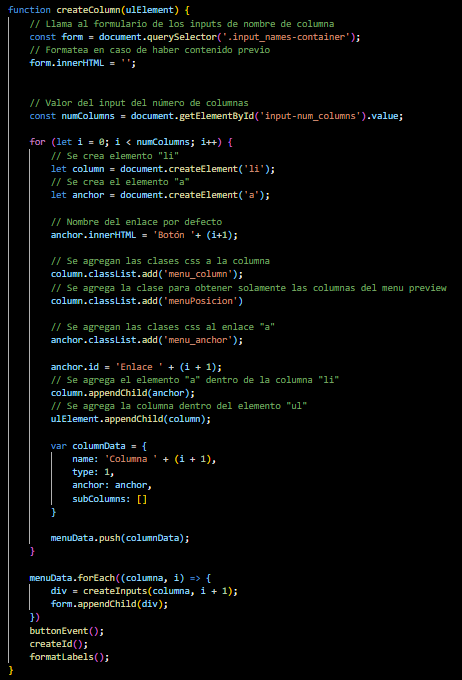 function createColumn(ulElement) {
// Llama al formulario de los inputs de nombre de columna
const form = document.querySelector('.input_names-container');
// Formatea en caso de haber contenido previo
form.innerHTML = '';
// Valor del input del número de columnas
const numColumns = document.getElementById('input-num_columns').value;
for (let i = 0; i < numColumns; i++) {
// Se crea elemento "li"
let column = document.createElement('li');
// Se crea el elemento "a"
let anchor = document.createElement('a');
// Nombre del enlace por defecto
anchor.innerHTML = 'Botón '+ (i+1);
// Se agregan las clases css a la columna
column.classList.add('menu_column');
// Se agrega la clase para obtener solamente las columnas del menu preview
column.classList.add('menuPosicion')
// Se agregan las clases css al enlace "a"
anchor.classList.add('menu_anchor');
anchor.id = 'Enlace ' + (i + 1);
// Se agrega el elemento "a" dentro de la columna "li"
column.appendChild(anchor);
// Se agrega la columna dentro del elemento "ul"
ulElement.appendChild(column);
var columnData = {
name: 'Columna ' + (i + 1),
type: 1,
anchor: anchor,
subColumns: []
}
menuData.push(columnData);
}
menuData.forEach((columna, i) => {
div = createInputs(columna, i + 1);
form.appendChild(div);
})
buttonEvent();
createId();
formatLabels();
}